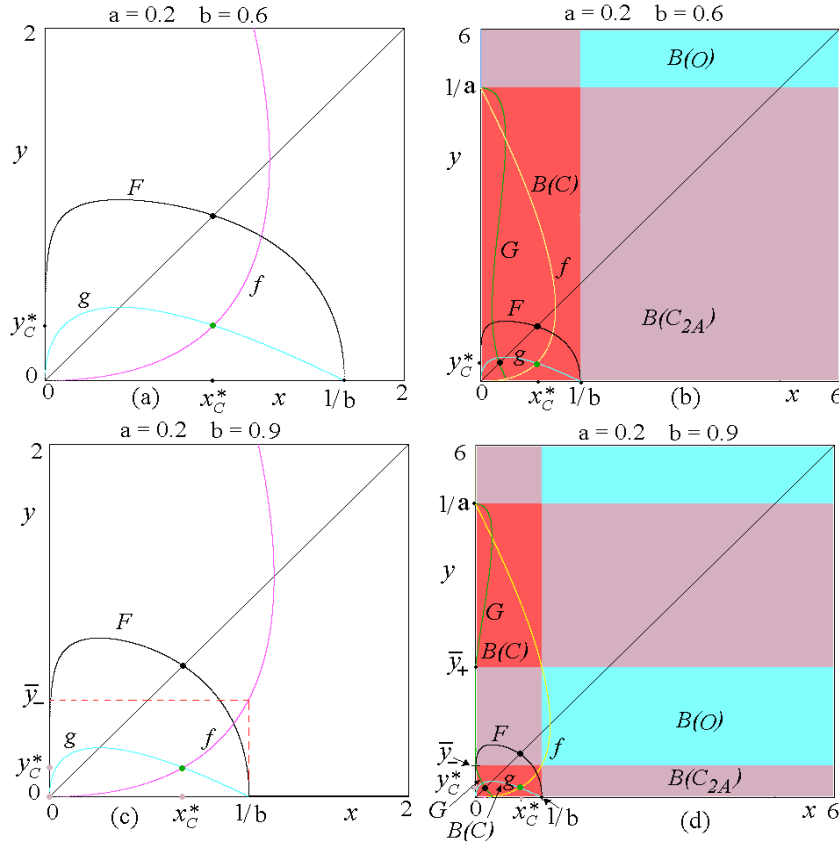 a = 0.2 b = 0.6
2
y
F
g
f
y*C
0
0
(a)
x*C
x
1/b
2
a = 0.2 b = 0.6
6
B(O)
1/a
y
B(C)
G
f
F
B(C2A)
y*C
g
0
x*C
1/b
(b)
x
6
a = 0.2 b = 0.9
2
y
F
y̅−
g
f
y*C
0
0
(c)
x*C
1/b
x
2
a = 0.2 b = 0.9
6
1/a
y
G
B(C)
y̅+
B(O)
F
f
y̅−
y*C
g
B(C2A)
G
0
x*C
1/b
x
6
B(C)
(d)